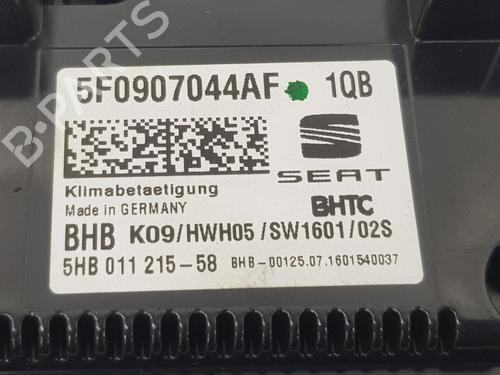 5F0907044AF 1QB
SEAT
Klimabetaetigung
Made in GERMANY
BHTC
BHB K09/HWH05/SW1601/02S
5HB 011 215-58 BHB-00125.07.1601540037
B-PARTS